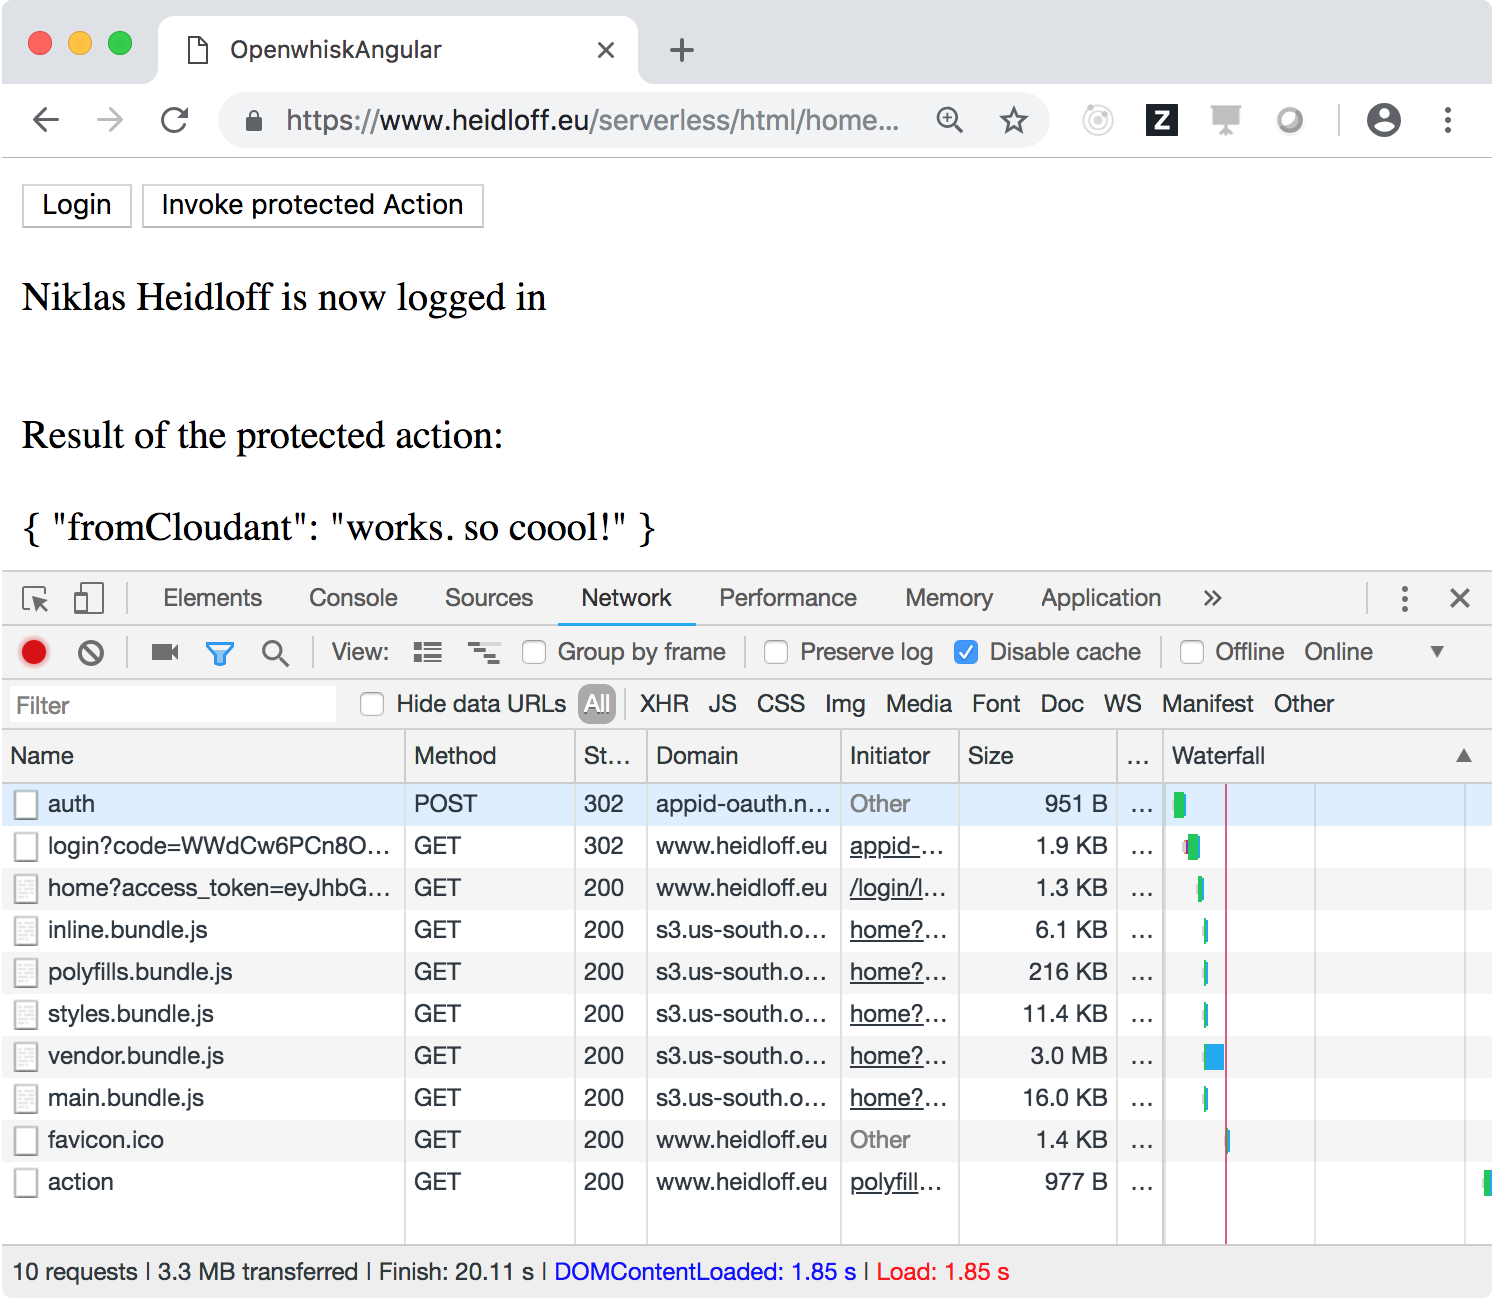 OpenwhiskAngular
https://www.heidloff.eu/serverless/html/home...
Z
Login Invoke protected Action
Niklas Heidloff is now logged in
Result of the protected action:
{ "fromCloudant": "works. so coool!" }
Elements Console Sources Network Performance Memory Application »
View: Group by frame Preserve log Disable cache Offline Online
Filter Hide data URLs All XHR JS CSS Img Media Font Doc WS Manifest Other
Name Method St... Domain Initiator Size ... Waterfall
auth POST 302 appid-oauth.n... Other 951 B ...
login?code=WWdCw6PCn8O... GET 302 www.heidloff.eu appid-... 1.9 KB ...
home?access_token=eyJhbG... GET 200 www.heidloff.eu /login/l... 1.3 KB ...
inline.bundle.js GET 200 s3.us-south.o... home?... 6.1 KB ...
polyfills.bundle.js GET 200 s3.us-south.o... home?... 216 KB ...
styles.bundle.js GET 200 s3.us-south.o... home?... 11.4 KB ...
vendor.bundle.js GET 200 s3.us-south.o... home?... 3.0 MB ...
main.bundle.js GET 200 s3.us-south.o... home?... 16.0 KB ...
favicon.ico GET 200 www.heidloff.eu Other 1.4 KB ...
action GET 200 www.heidloff.eu polyfill... 977 B ...
10 requests | 3.3 MB transferred | Finish: 20.11 s | DOMContentLoaded: 1.85 s | Load: 1.85 s